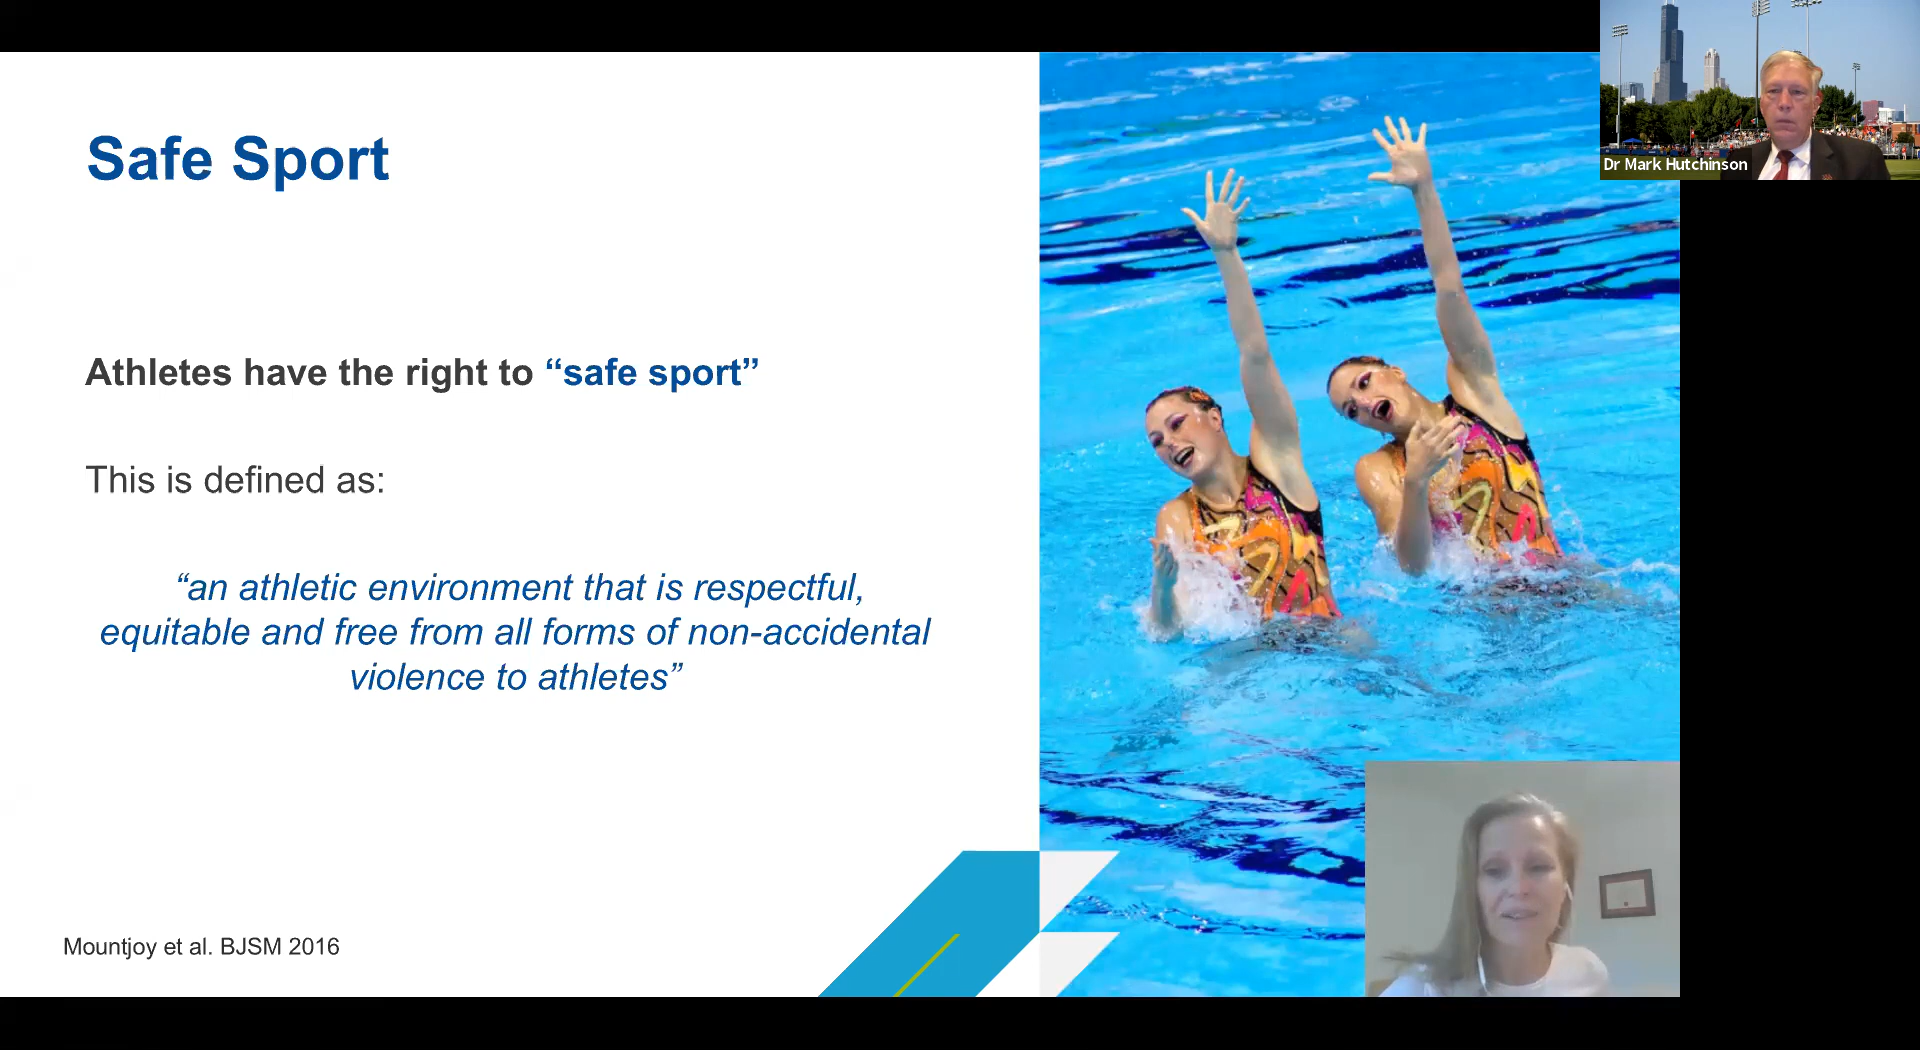 Safe Sport
Athletes have the right to “safe sport”
This is defined as:
“an athletic environment that is respectful,
equitable and free from all forms of non-accidental
violence to athletes”
Mountjoy et al. BJSM 2016
Dr Mark Hutchinson